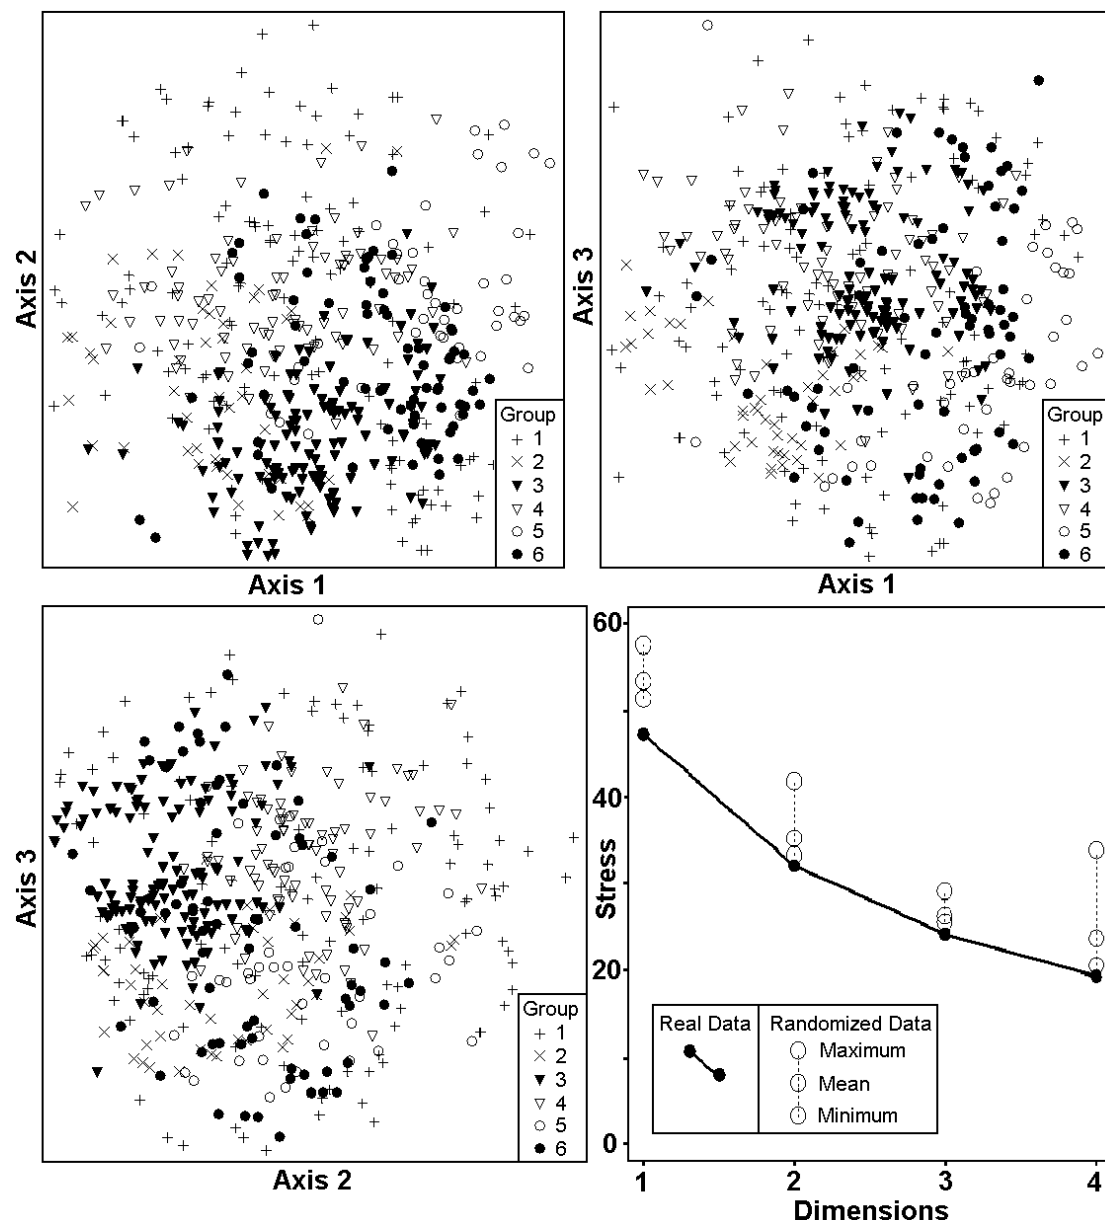 Axis 2
Group
1
2
3
4
5
6
Axis 1
Axis 3
Group
1
2
3
4
5
6
Axis 1
Axis 3
Group
1
2
3
4
5
6
Axis 2
60
40
20
0
Stress
Real Data
Randomized Data
Maximum
Mean
Minimum
1 2 3 4
Dimensions